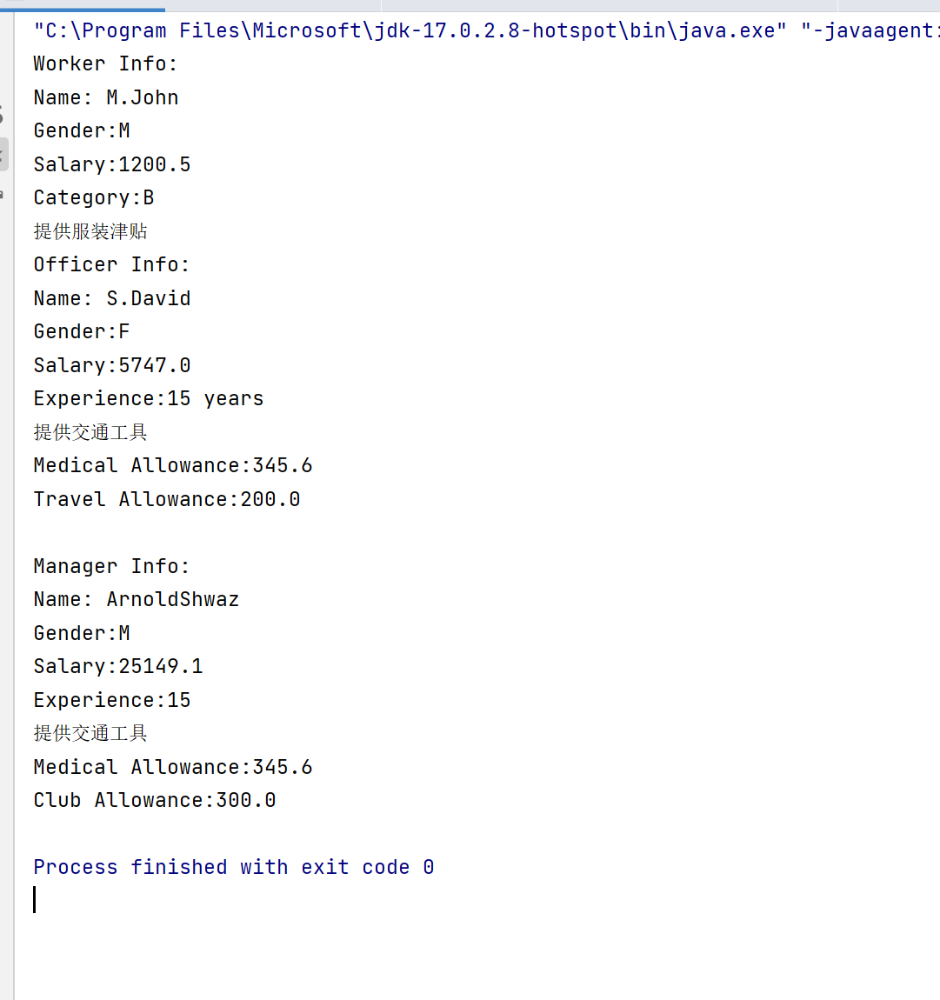 "C:\Program Files\Microsoft\jdk-17.0.2.8-hotspot\bin\java.exe" "-javaagent:
Worker Info:
Name: M.John
Gender:M
Salary:1200.5
Category:B
提供服装津贴
Officer Info:
Name: S.David
Gender:F
Salary:5747.0
Experience:15 years
提供交通工具
Medical Allowance:345.6
Travel Allowance:200.0
Manager Info:
Name: ArnoldShwaz
Gender:M
Salary:25149.1
Experience:15
提供交通工具
Medical Allowance:345.6
Club Allowance:300.0
Process finished with exit code 0